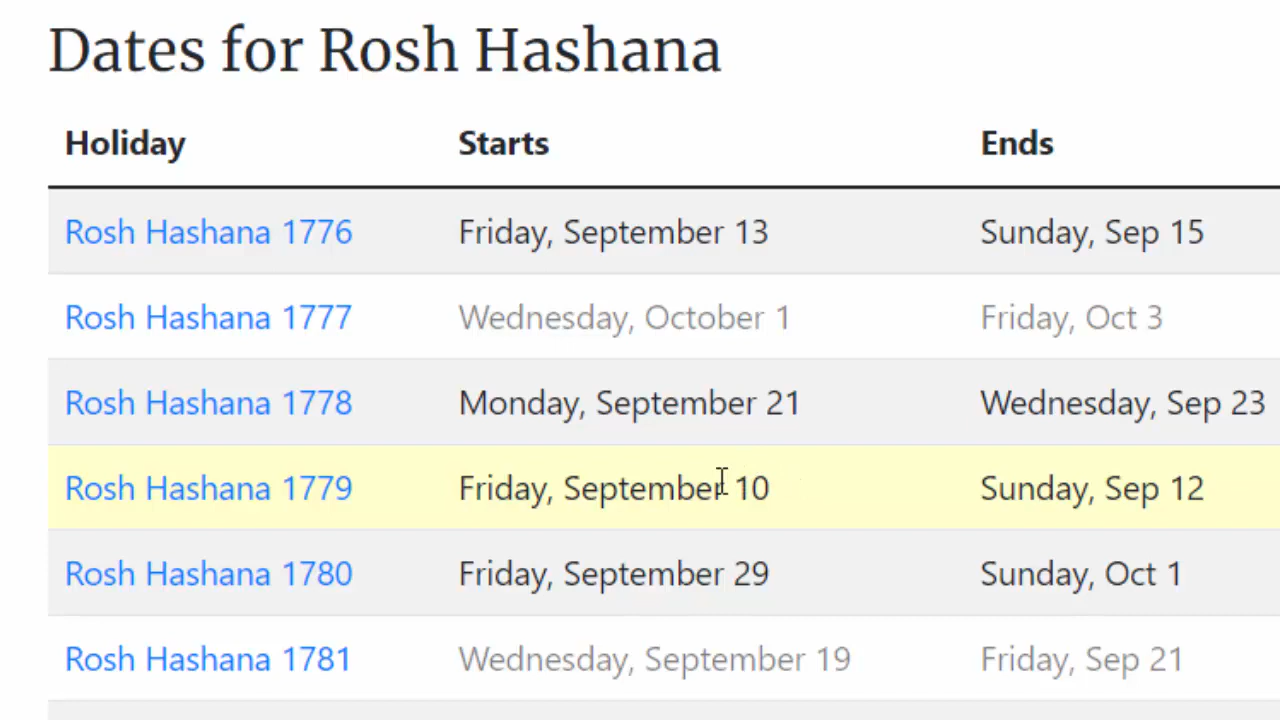 Dates for Rosh Hashana
Holiday Starts Ends
Rosh Hashana 1776 Friday, September 13 Sunday, Sep 15
Rosh Hashana 1777 Wednesday, October 1 Friday, Oct 3
Rosh Hashana 1778 Monday, September 21 Wednesday, Sep 23
Rosh Hashana 1779 Friday, September 10 Sunday, Sep 12
Rosh Hashana 1780 Friday, September 29 Sunday, Oct 1
Rosh Hashana 1781 Wednesday, September 19 Friday, Sep 21